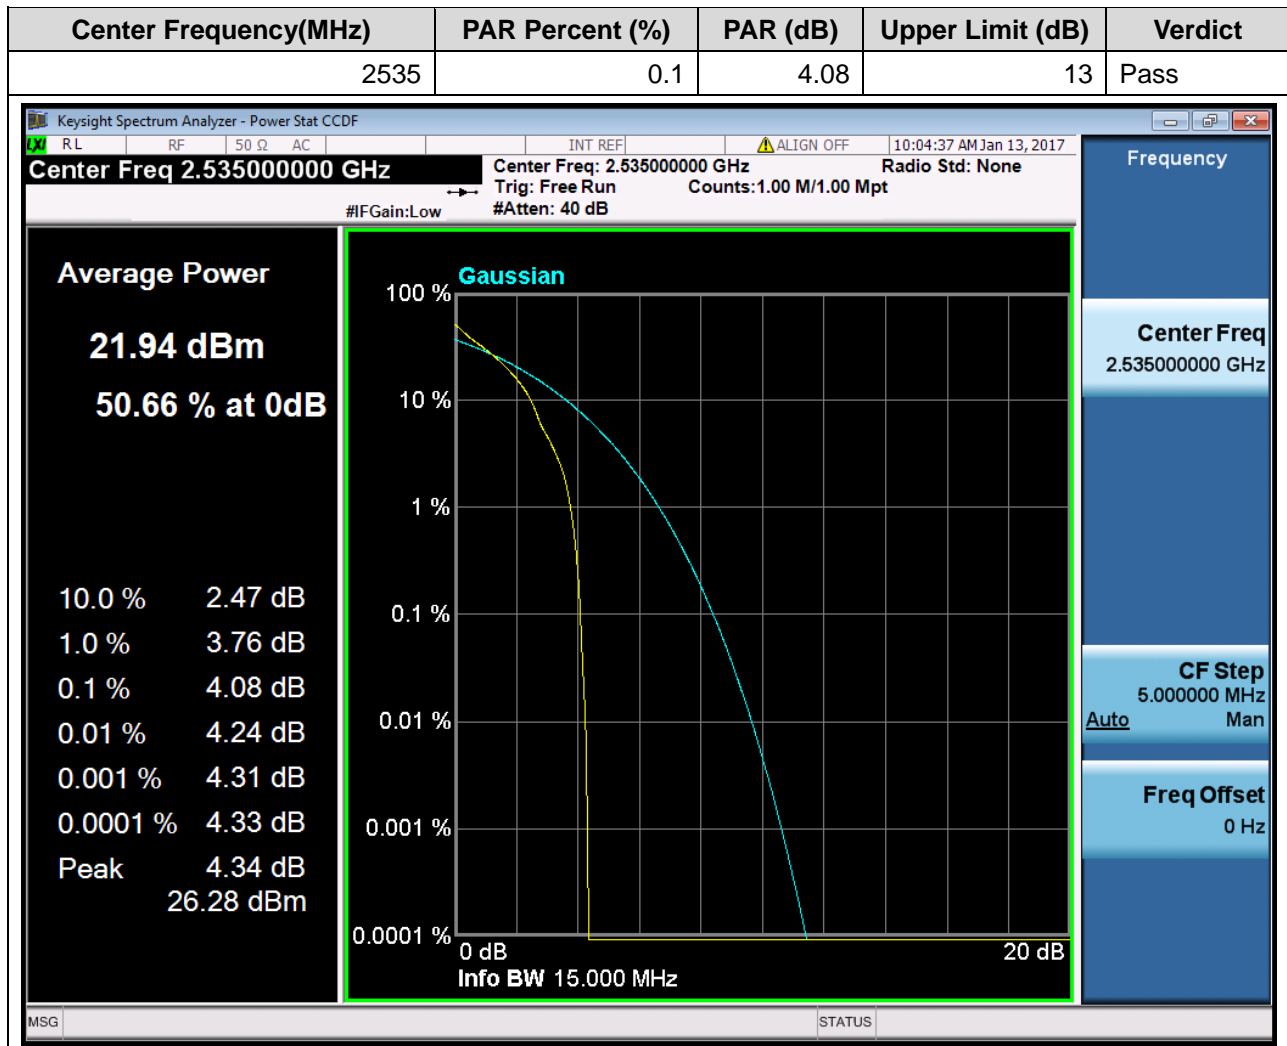 Center Frequency(MHz) PAR Percent (%) PAR (dB) Upper Limit (dB) Verdict
2535 0.1 4.08 13 Pass
Keysight Spectrum Analyzer - Power Stat CCDF
LXI RL RF 50 Ω AC INT REF ALIGN OFF 10:04:37 AM Jan 13, 2017
Center Freq 2.535000000 GHz
Center Freq: 2.535000000 GHz Radio Std: None
Trig: Free Run Counts:1.00 M/1.00 Mpt
#IFGain:Low #Atten: 40 dB
Frequency
Average Power
21.94 dBm
50.66 % at 0dB
10.0 % 2.47 dB
1.0 % 3.76 dB
0.1 % 4.08 dB
0.01 % 4.24 dB
0.001 % 4.31 dB
0.0001 % 4.33 dB
Peak 4.34 dB
26.28 dBm
Gaussian
100 %
10 %
1 %
0.1 %
0.01 %
0.001 %
0.0001 %
0 dB 20 dB
Info BW 15.000 MHz
Center Freq
2.535000000 GHz
CF Step
5.000000 MHz
Auto Man
Freq Offset
0 Hz
MSG STATUS